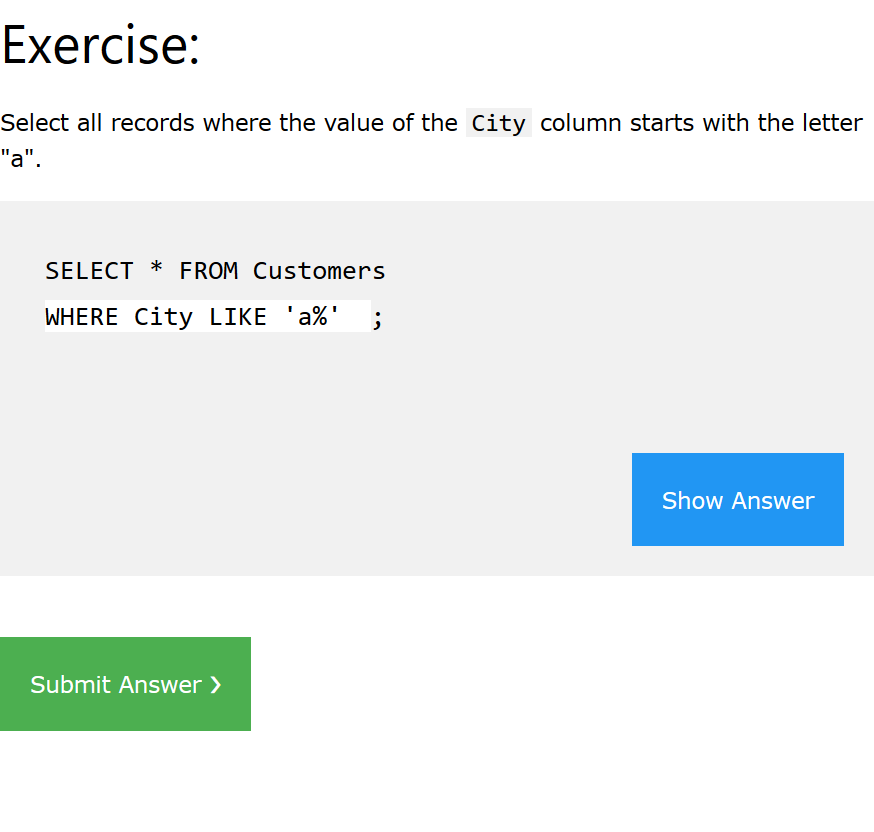 Exercise:
Select all records where the value of the City column starts with the letter
"a".
SELECT * FROM Customers
WHERE City LIKE 'a%' ;
Show Answer
Submit Answer ❯